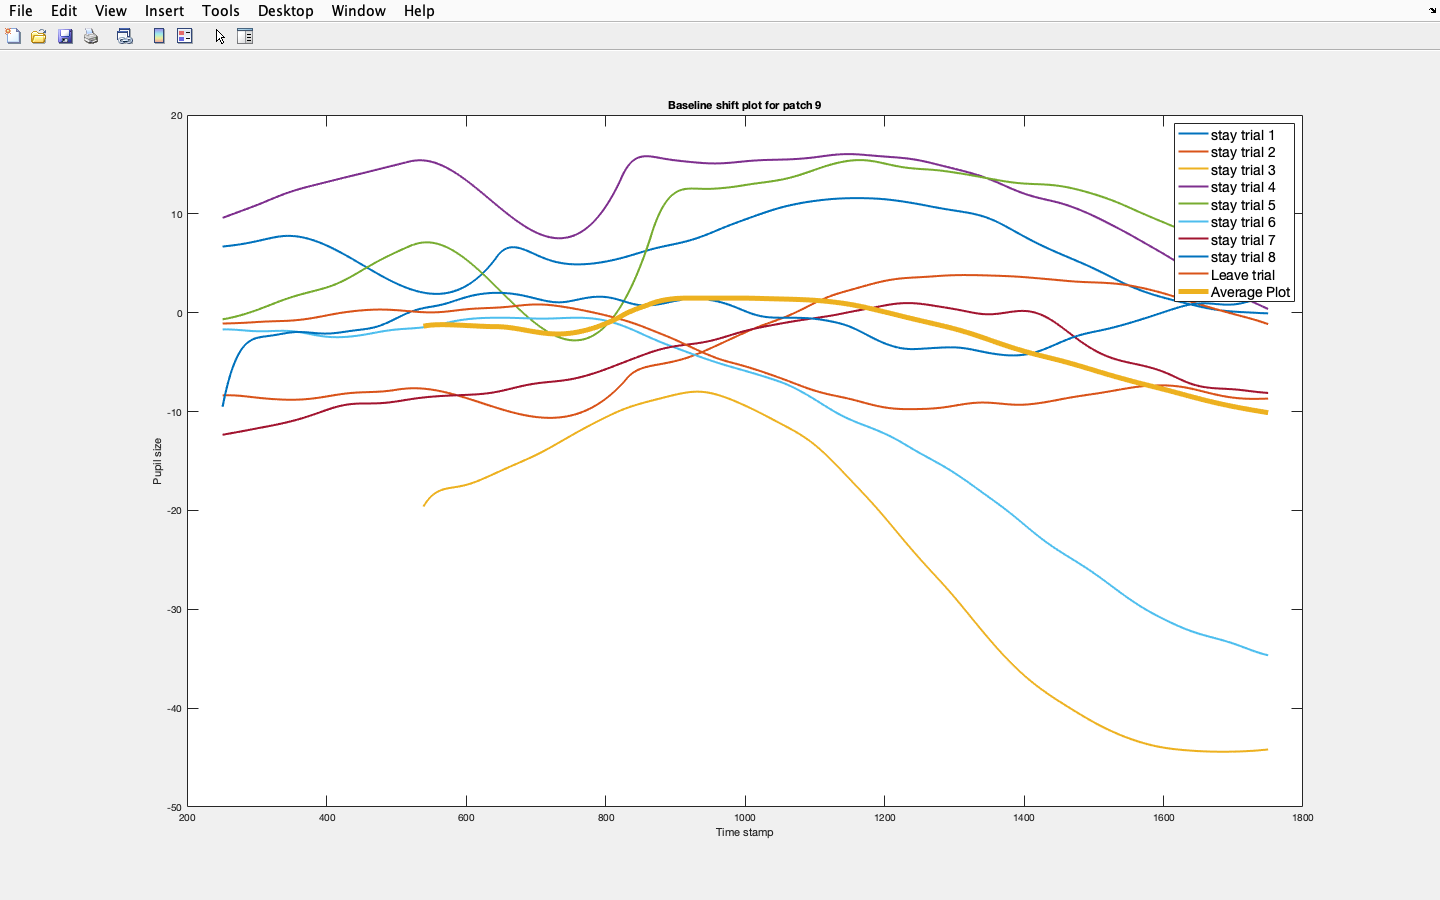 File Edit View Insert Tools Desktop Window Help
Baseline shift plot for patch 9
20
10
0
-10
-20
-30
-40
-50
Pupil size
200 400 600 800 1000 1200 1400 1600 1800
Time stamp
stay trial 1
stay trial 2
stay trial 3
stay trial 4
stay trial 5
stay trial 6
stay trial 7
stay trial 8
Leave trial
Average Plot